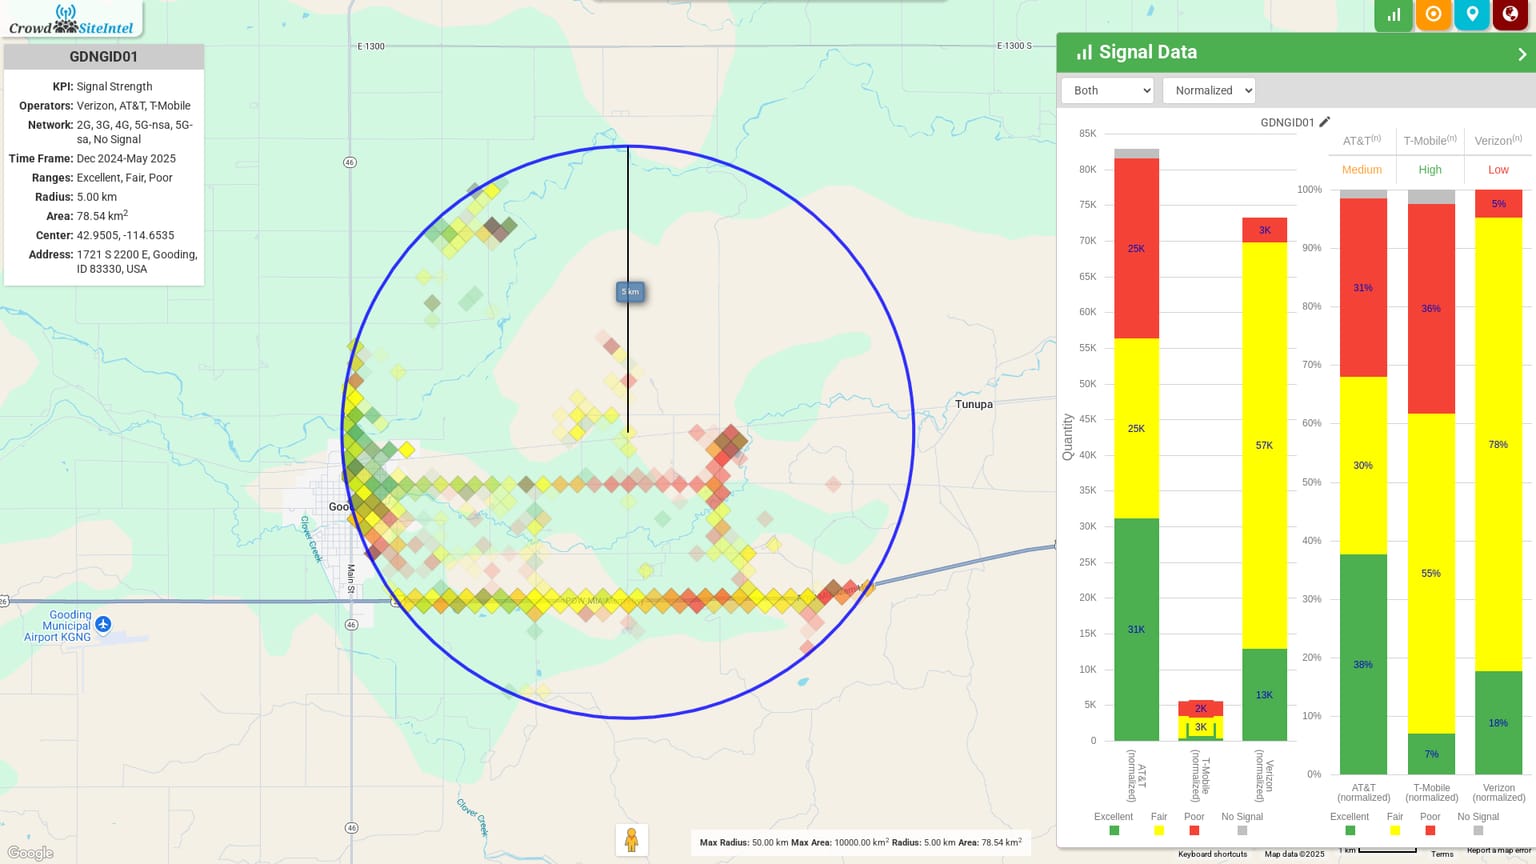 CrowdSiteIntel
GDNGID01
KPI: Signal Strength
Operators: Verizon, AT&T, T-Mobile
Network: 2G, 3G, 4G, 5G-nsa, 5G-
sa, No Signal
Time Frame: Dec 2024-May 2025
Ranges: Excellent, Fair, Poor
Radius: 5.00 km
Area: 78.54 km2
Center: 42.9505, -114.6535
Address: 1721 S 2200 E, Gooding,
ID 83330, USA
E 1300
E 1300 S
46
5 km
Tunupa
Good
Clover Creek
Main St
26
46
Gooding
Municipal
Airport KGNG
46
Clover Creek
Google
Max Radius: 50.00 km Max Area: 10000.00 km2 Radius: 5.00 km Area: 78.54 km2
Signal Data
Both
Normalized
GDNGID01
85K
80K
75K
70K
65K
60K
55K
50K
45K
40K
35K
30K
25K
20K
15K
10K
5K
0
Quantity
25K
25K
31K
2K
3K
3K
57K
13K
AT&T
(normalized)
T-Mobile
(normalized)
Verizon
(normalized)
Excellent Fair Poor No Signal
AT&T(n) T-Mobile(n) Verizon(n)
Medium High Low
100%
90%
80%
70%
60%
50%
40%
30%
20%
10%
0%
31%
30%
38%
36%
55%
7%
5%
78%
18%
AT&T
(normalized)
T-Mobile
(normalized)
Verizon
(normalized)
Excellent Fair Poor No Signal
Keyboard shortcuts Map data ©2025 1 km Terms Report a map error